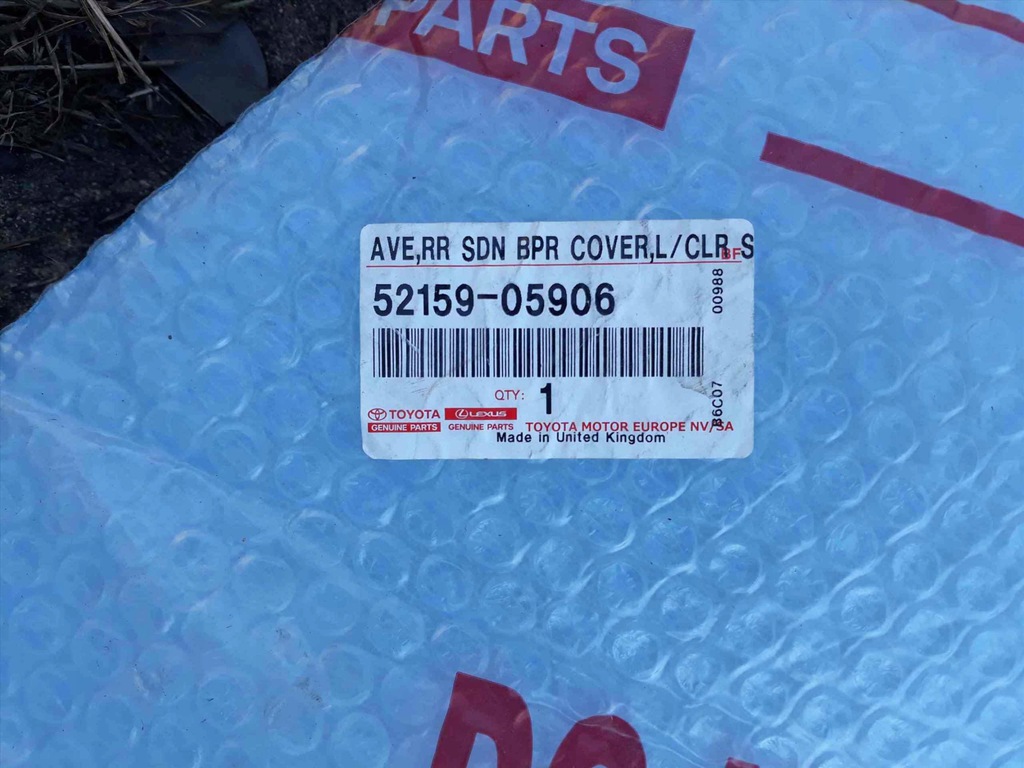 PARTS
AVE,RR SDN BPR COVER,L/CLR S
BF
52159-05906
00988
QTY: 1
B6C07
TOYOTA LEXUS
GENUINE PARTS GENUINE PARTS TOYOTA MOTOR EUROPE NV/SA
Made in United Kingdom